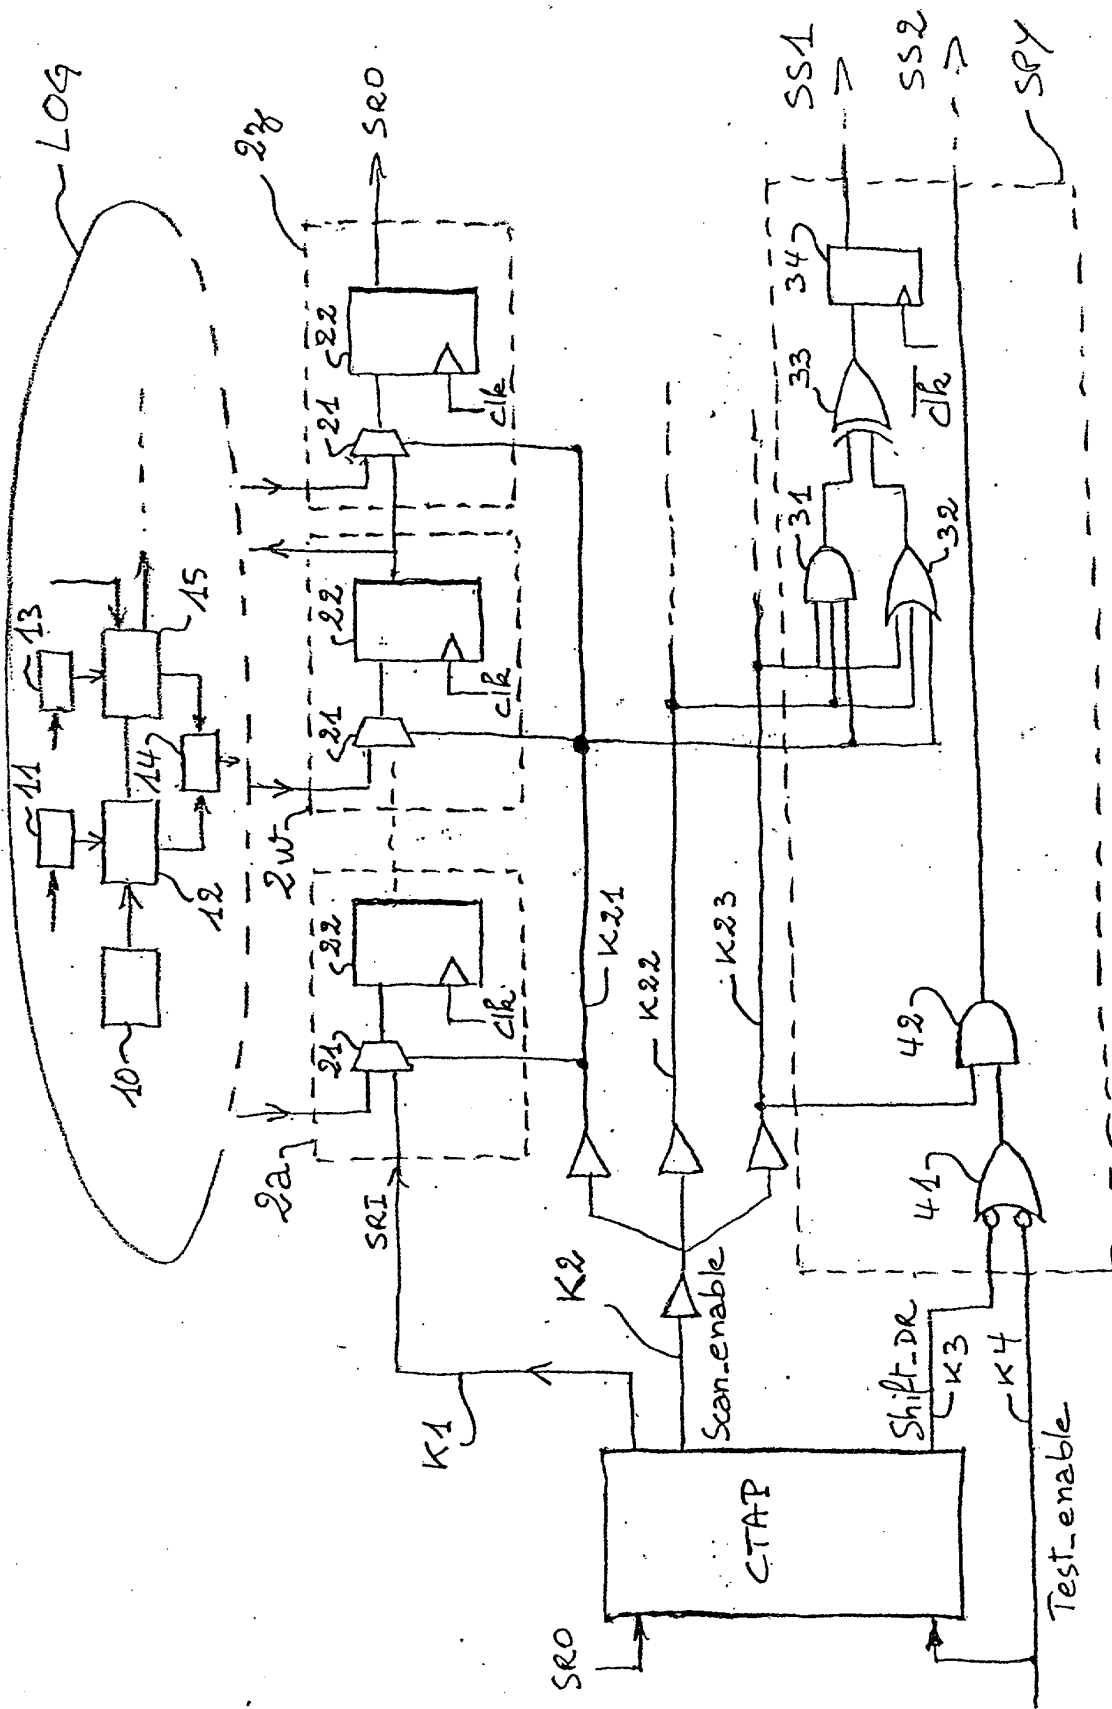 LOG
11
13
10
12
14
15
2a
2w
2z
21
22
clk
21
22
clk
21
22
clk
SRI
SRO
K1
K2
K21
K22
K23
SRO
CTAP
Scan_enable
Shift_DR
K3
K4
Test_enable
41
42
31
32
33
34
clk
SS1
SS2
SPY